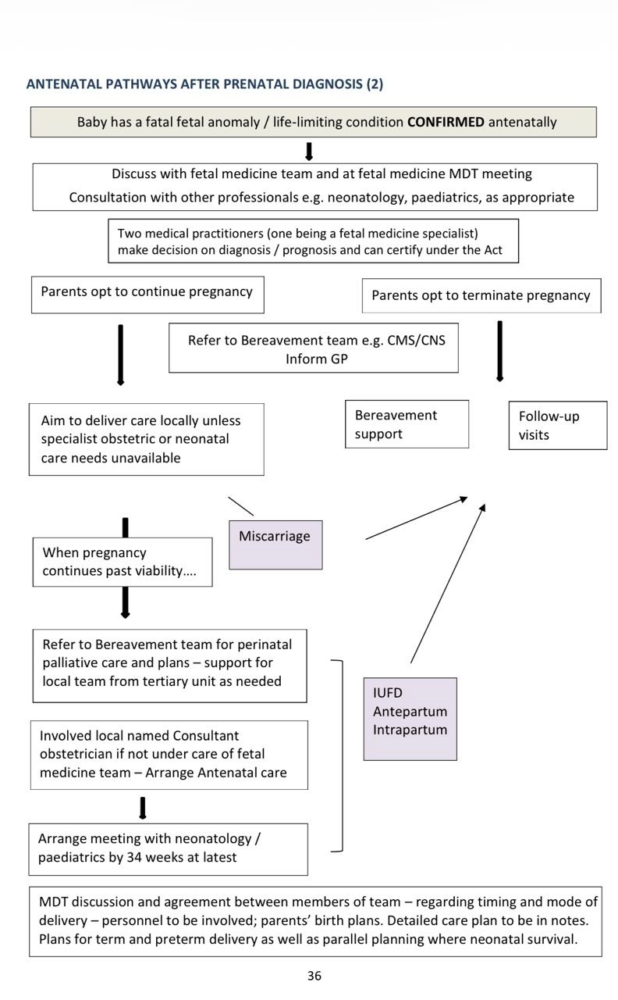 ANTENATAL PATHWAYS AFTER PRENATAL DIAGNOSIS (2)
Baby has a fatal fetal anomaly / life-limiting condition CONFIRMED antenatally
Discuss with fetal medicine team and at fetal medicine MDT meeting
Consultation with other professionals e.g. neonatology, paediatrics, as appropriate
Two medical practitioners (one being a fetal medicine specialist)
make decision on diagnosis / prognosis and can certify under the Act
Parents opt to continue pregnancy
Parents opt to terminate pregnancy
Refer to Bereavement team e.g. CMS/CNS
Inform GP
Aim to deliver care locally unless
specialist obstetric or neonatal
care needs unavailable
Bereavement
support
Follow-up
visits
Miscarriage
When pregnancy
continues past viability....
Refer to Bereavement team for perinatal
palliative care and plans – support for
local team from tertiary unit as needed
IUFD
Antepartum
Intrapartum
Involved local named Consultant
obstetrician if not under care of fetal
medicine team – Arrange Antenatal care
Arrange meeting with neonatology /
paediatrics by 34 weeks at latest
MDT discussion and agreement between members of team – regarding timing and mode of
delivery – personnel to be involved; parents’ birth plans. Detailed care plan to be in notes.
Plans for term and preterm delivery as well as parallel planning where neonatal survival.
36